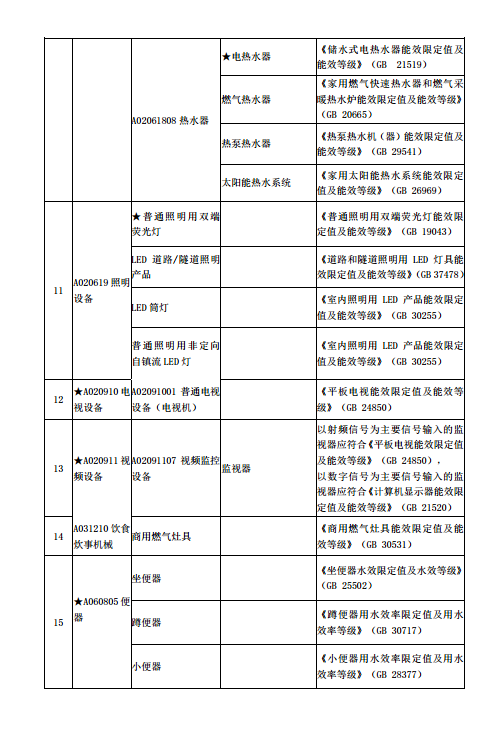 A02061808 热水器
★电热水器
《储水式电热水器能效限定值及
能效等级》（GB 21519）
燃气热水器
《家用燃气快速热水器和燃气采
暖热水炉能效限定值及能效等级》
（GB 20665）
热泵热水器
《热泵热水机（器）能效限定值及
能效等级》（GB 29541）
太阳能热水系统
《家用太阳能热水系统能效限定
值及能效等级》（GB 26969）
11
A020619 照明
设备
★普通照明用双端
荧光灯
《普通照明用双端荧光灯能效限
定值及能效等级》（GB 19043）
LED 道路/隧道照明
产品
《道路和隧道照明用 LED 灯具能
效限定值及能效等级》（GB 37478）
LED 筒灯
《室内照明用 LED 产品能效限定
值及能效等级》（GB 30255）
普通照明用非定向
自镇流 LED 灯
《室内照明用 LED 产品能效限定
值及能效等级》（GB 30255）
12
★A020910 电
视设备
A02091001 普通电视
设备（电视机）
《平板电视能效限定值及能效等
级》（GB 24850）
13
★A020911 视
频设备
A02091107 视频监控
设备
监视器
以射频信号为主要信号输入的监
视器应符合《平板电视能效限定值
及能效等级》（GB 24850），
以数字信号为主要信号输入的监
视器应符合《计算机显示器能效限
定值及能效等级》（GB 21520）
14
A031210 饮食
炊事机械
商用燃气灶具
《商用燃气灶具能效限定值及能
效等级》（GB 30531）
15
★A060805 便
器
坐便器
《坐便器水效限定值及水效等级》
（GB 25502）
蹲便器
《蹲便器用水效率限定值及用水
效率等级》（GB 30717）
小便器
《小便器用水效率限定值及用水
效率等级》（GB 28377）